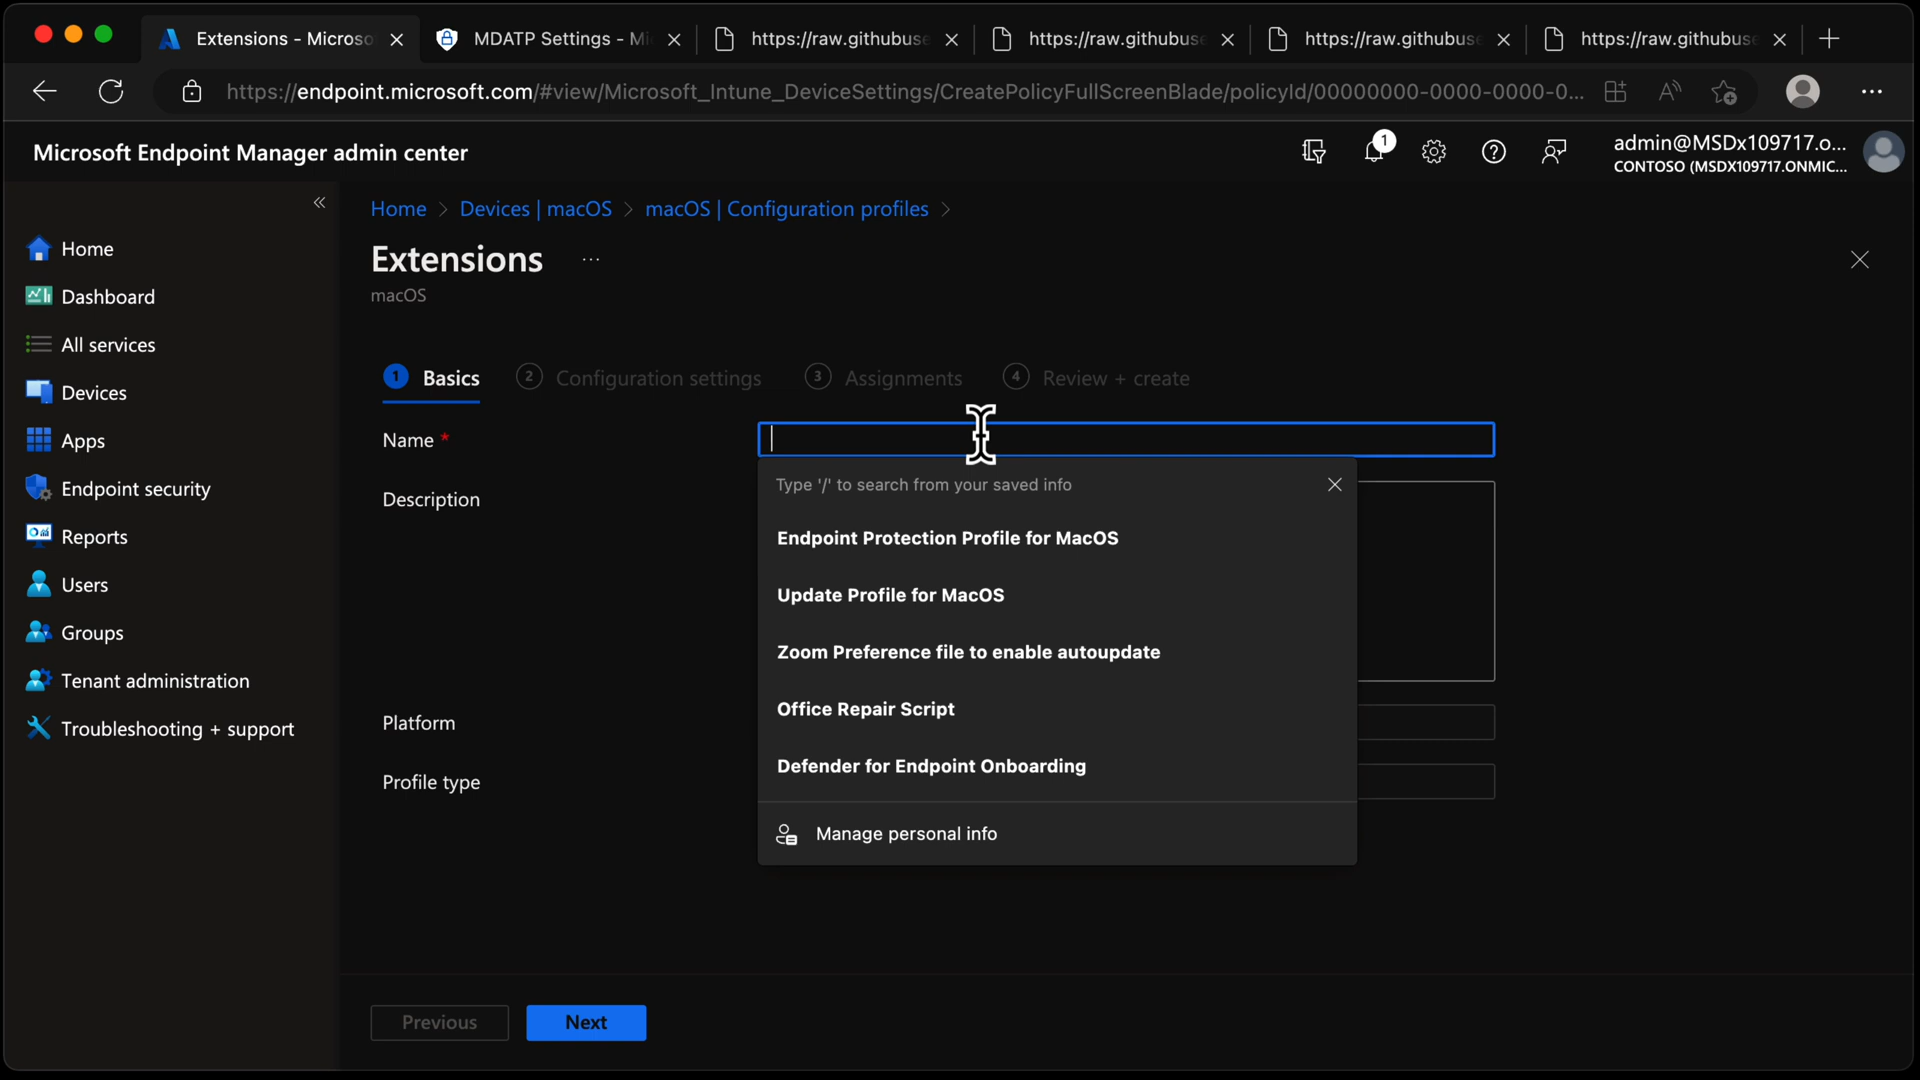 Extensions - Microso
MDATP Settings - Mi
https://raw.githubuse
https://raw.githubuse
https://raw.githubuse
https://raw.githubuse
https://endpoint.microsoft.com/#view/Microsoft_Intune_DeviceSettings/CreatePolicyFullScreenBlade/policyId/00000000-0000-0000-0...
Microsoft Endpoint Manager admin center
1
admin@MSDx109717.o...
CONTOSO (MSDX109717.ONMIC...
Home > Devices | macOS > macOS | Configuration profiles >
Extensions ...
macOS
Home
Dashboard
All services
Devices
Apps
Endpoint security
Reports
Users
Groups
Tenant administration
Troubleshooting + support
1 Basics
2 Configuration settings
3 Assignments
4 Review + create
Name *
Description
Type '/' to search from your saved info
Endpoint Protection Profile for MacOS
Update Profile for MacOS
Zoom Preference file to enable autoupdate
Office Repair Script
Defender for Endpoint Onboarding
Manage personal info
Platform
Profile type
Previous
Next